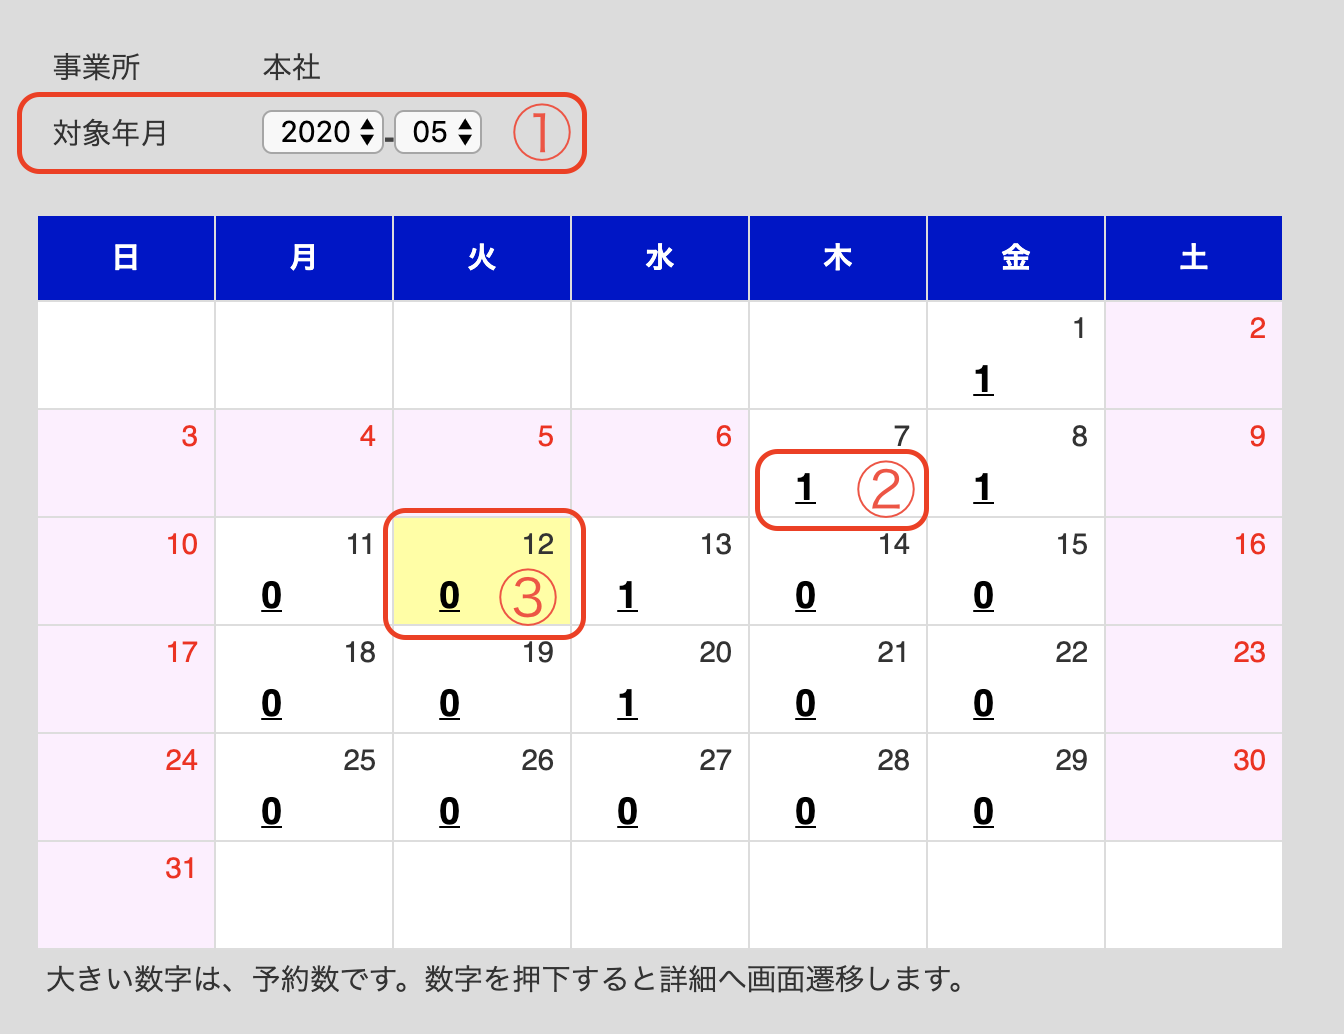 事業所 本社
対象年月 2020 - 05 ①
日 月 火 水 木 金 土
1 2
1
3 4 5 6 7 8 9
1 ② 1
10 11 12 13 14 15 16
0 0 ③ 1 0 0
17 18 19 20 21 22 23
0 0 1 0 0
24 25 26 27 28 29 30
0 0 0 0 0
31
大きい数字は、予約数です。数字を押下すると詳細へ画面遷移します。